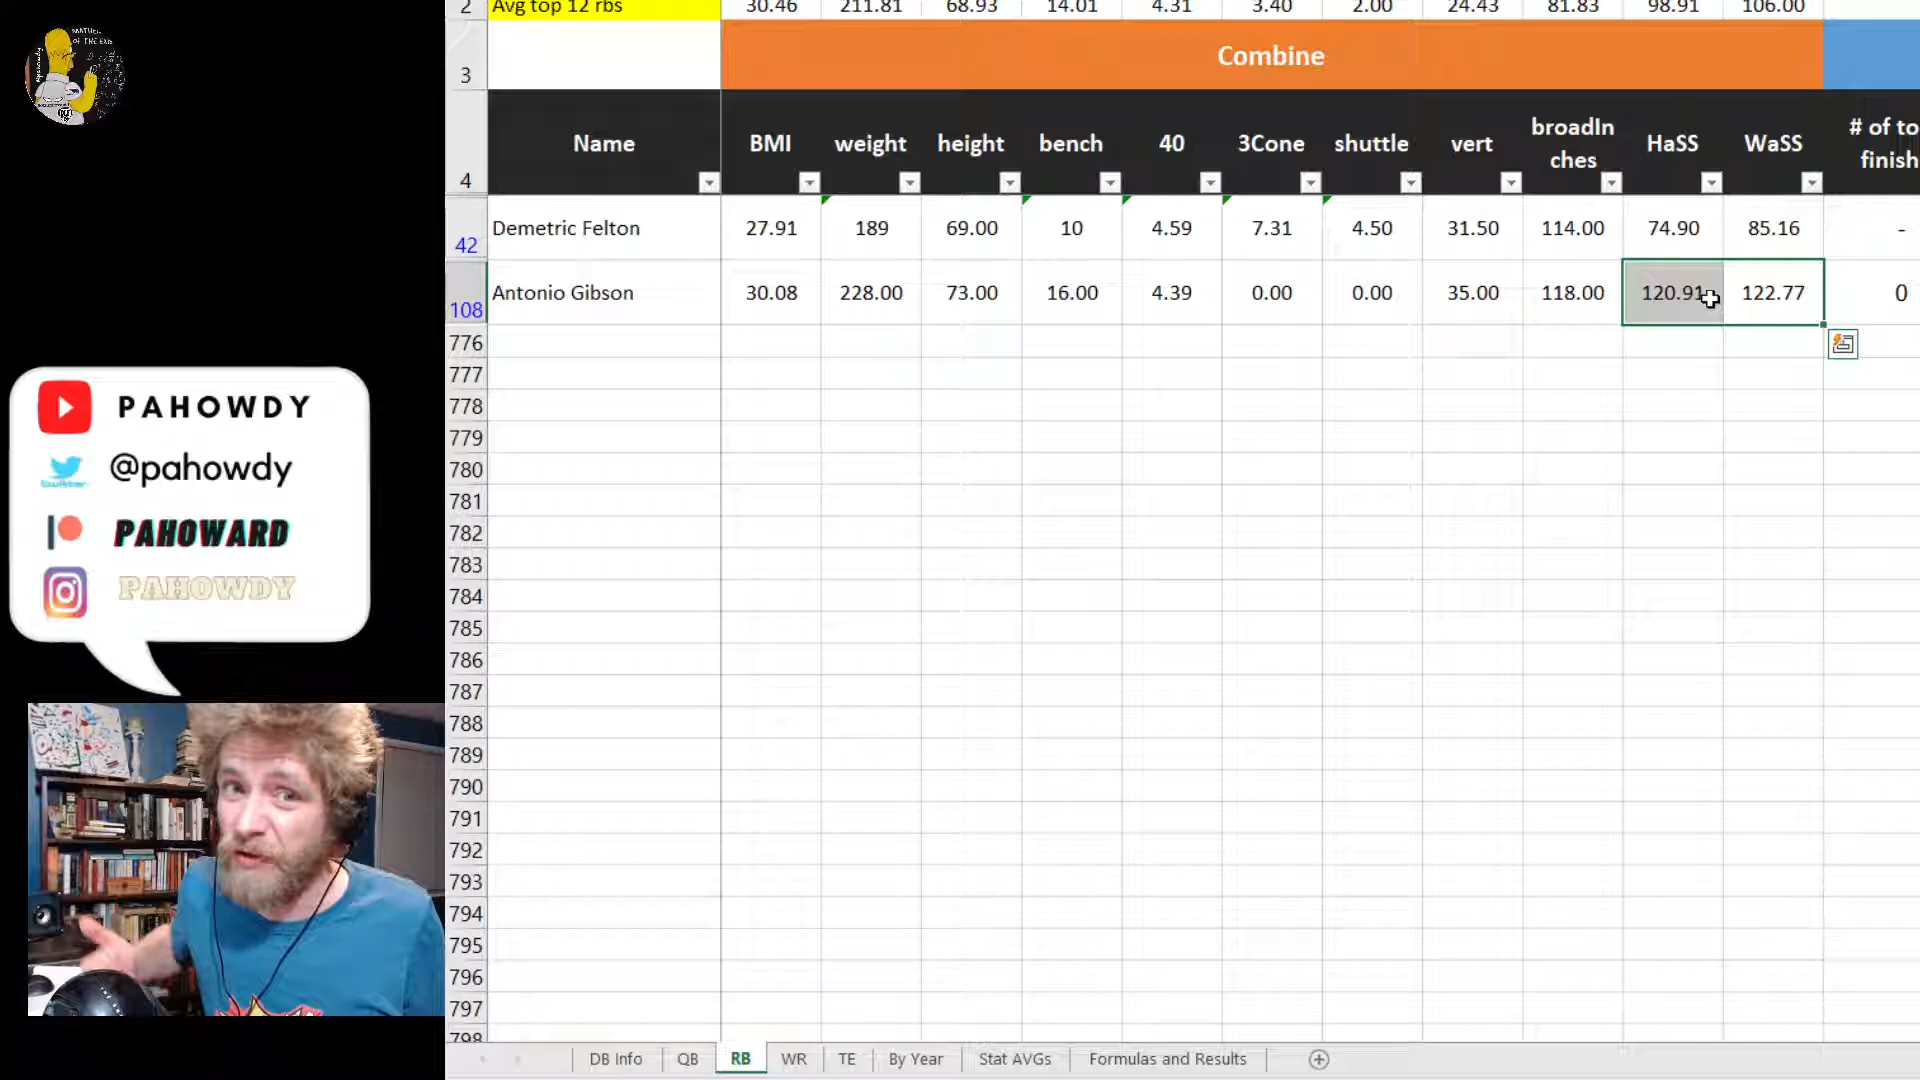 2 Avg top 12 rbs 30.46 211.81 68.93 14.01 4.31 3.40 2.00 24.43 81.83 98.91 106.00
3 Combine
4 Name BMI weight height bench 40 3Cone shuttle vert broadIn ches HaSS WaSS # of to finish
42 Demetric Felton 27.91 189 69.00 10 4.59 7.31 4.50 31.50 114.00 74.90 85.16 -
108 Antonio Gibson 30.08 228.00 73.00 16.00 4.39 0.00 0.00 35.00 118.00 120.91 122.77 0
776
777
778
779
780
781
782
783
784
785
786
787
788
789
790
791
792
793
794
795
796
797
798
PAHOWDY
@pahowdy
PAHOWARD
PAHOWDY
DB Info QB RB WR TE By Year Stat AVGs Formulas and Results